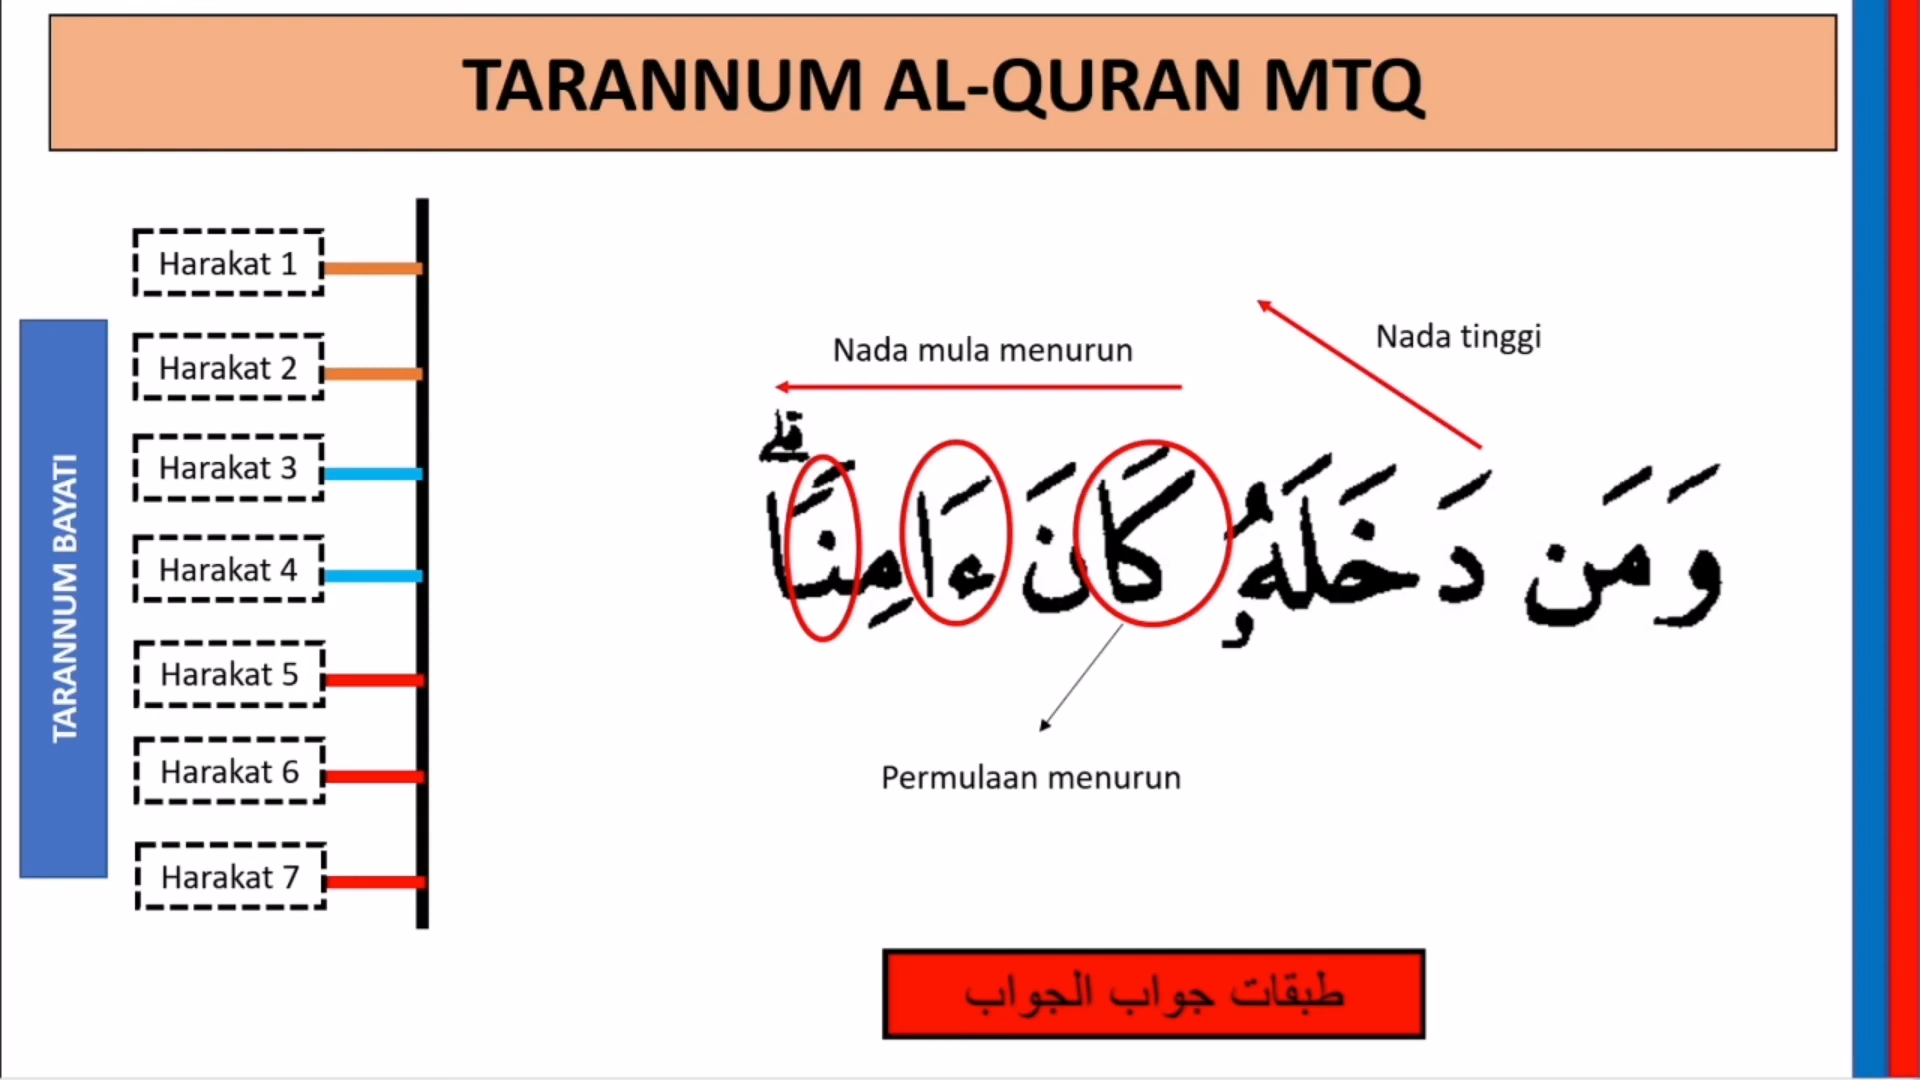 TARANNUM AL-QURAN MTQ
TARANNUM BAYATI
Harakat 1
Harakat 2
Harakat 3
Harakat 4
Harakat 5
Harakat 6
Harakat 7
Nada tinggi
Nada mula menurun
وَمَن دَخَلَهُۥ كَانَ ءَامِنًاۗ
Permulaan menurun
طبقات جواب الجواب